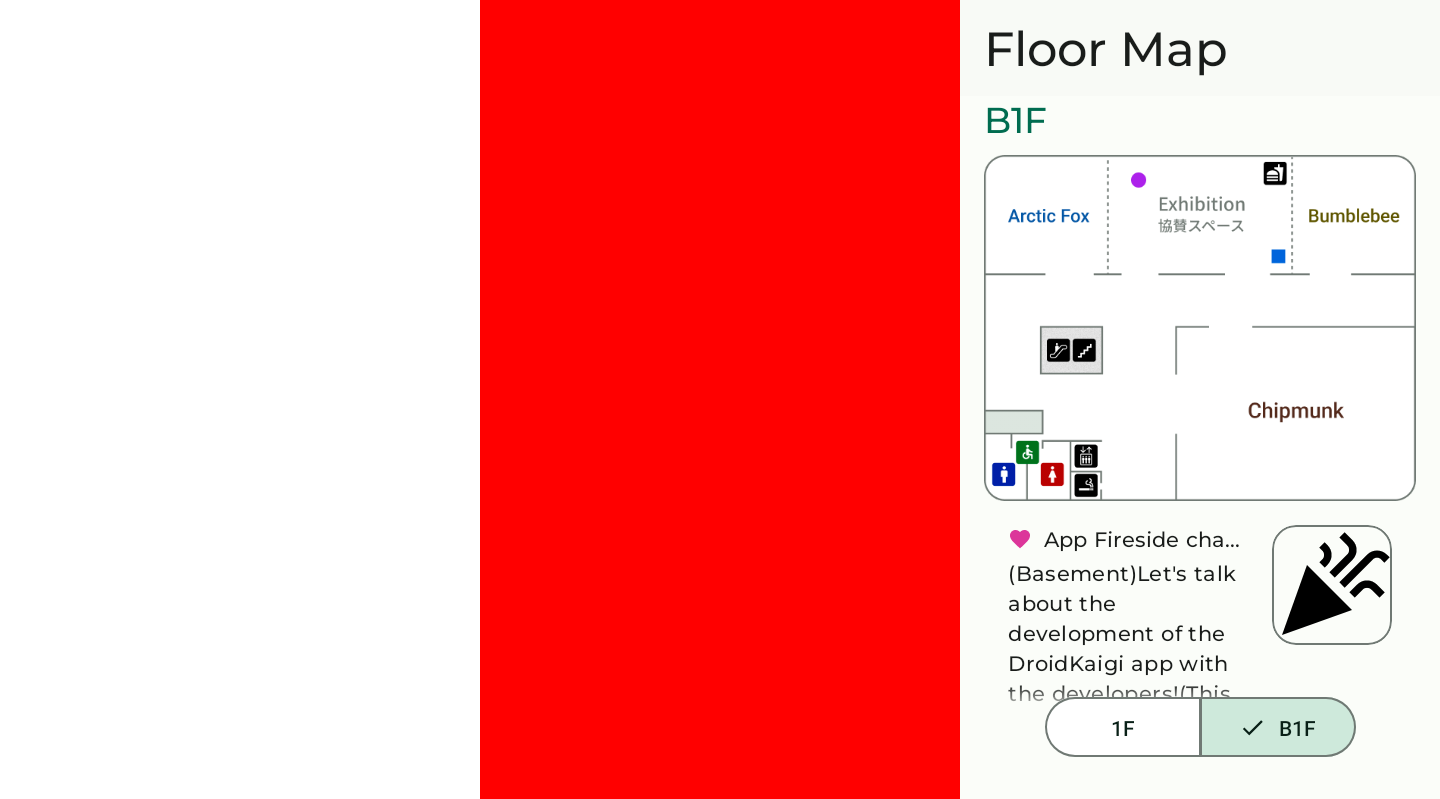 Floor Map
B1F
Exhibition
Arctic Fox
Bumblebee
協賛スペース
Chipmunk
App Fireside cha...
(Basement)Let's talk
about the
development of the
DroidKaigi app with
the developers!(This
1F
B1F